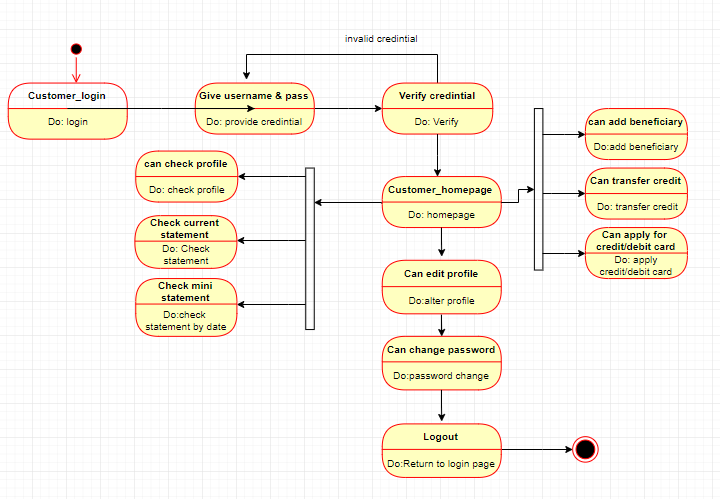 invalid credintial
Customer_login
Do: login
Give username & pass
Do: provide credintial
Verify credintial
Do: Verify
can add beneficiary
Do:add beneficiary
can check profile
Do: check profile
Customer_homepage
Do: homepage
Can transfer credit
Do: transfer credit
Check current
statement
Do: Check
statement
Can apply for
credit/debit card
Do: apply
credit/debit card
Can edit profile
Do:alter profile
Check mini
statement
Do:check
statement by date
Can change password
Do:password change
Logout
Do:Return to login page